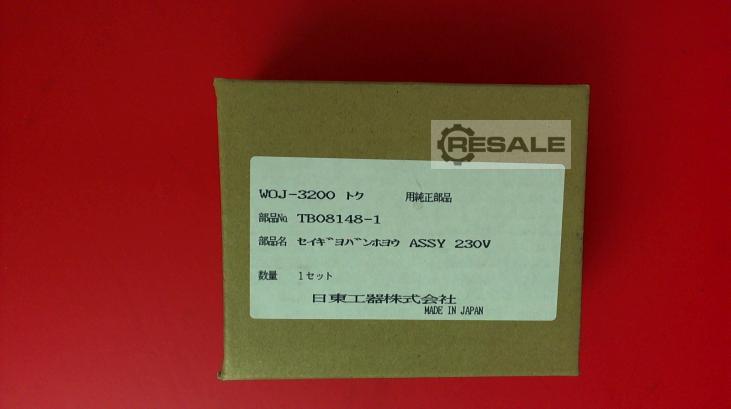 RESALE
WOJ-3200 トク 用純正部品
部品No TB08148-1
部品名 セイギョバンホヨウ ASSY 230V
数量 1セット
日東工器株式会社
MADE IN JAPAN